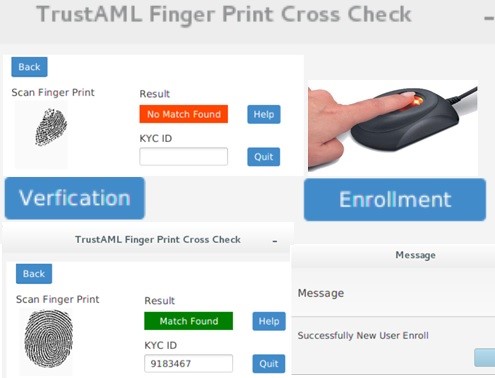 TrustAML Finger Print Cross Check
Back
Scan Finger Print
Result
No Match Found
Help
KYC ID
Quit
Verfication
Enrollment
TrustAML Finger Print Cross Check
Back
Scan Finger Print
Result
Match Found
Help
KYC ID
9183467
Quit
Message
Message
Successfully New User Enroll